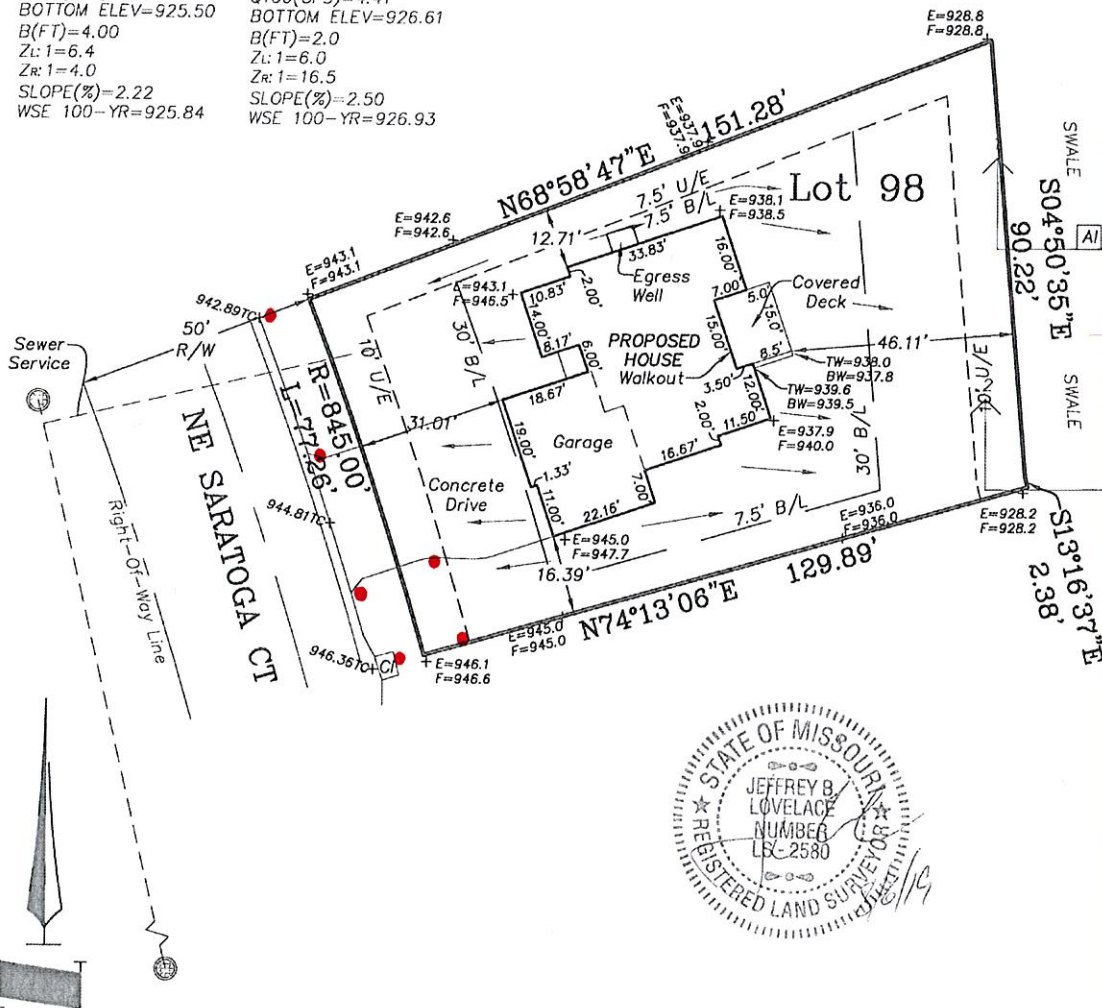 BOTTOM ELEV=925.50
B(FT)=4.00
ZL: 1=6.4
ZR: 1=4.0
SLOPE(%)=2.22
WSE 100-YR=925.84
BOTTOM ELEV=926.61
B(FT)=2.0
ZL: 1=6.0
ZR: 1=16.5
SLOPE(%)=2.50
WSE 100-YR=926.93
E=928.8
F=928.8
E=937.9
F=937.9
N68°58'47"E 151.28'
SWALE
Lot 98
7.5' U/E
7.5' B/L
E=938.1
F=938.5
E=942.6
F=942.6
12.71'
33.83'
Egress
Well
16.00'
S04°50'35"E
90.22'
AI
E=943.1
F=943.1
E=943.1
F=946.5
10.83'
2.00'
7.00'
5.0'
Covered
Deck
942.89TC
50'
R/W
Sewer
Service
10' U/E
30' B/L
14.00'
8.17'
6.00'
PROPOSED
HOUSE
Walkout
15.00'
15.0'
8.5'
46.11'
TW=938.0
BW=937.8
3.50'
TW=939.6
BW=939.5
12.00'
2.00'
11.50'
E=937.9
F=940.0
20'U/E
SWALE
R=845.00'
L=77.26'
31.01'
18.67'
19.00'
Garage
16.67'
30' B/L
NE SARATOGA CT
Right-Of-Way Line
944.81TC
Concrete
Drive
1.33'
11.00'
22.16'
7.00'
7.5' B/L
E=936.0
F=936.0
E=928.2
F=928.2
S13°16'37"E
2.38'
E=945.0
F=947.7
16.39'
129.89'
N74°13'06"E
E=945.0
F=945.0
946.36TC
CI
E=946.1
F=946.6
STATE OF MISSOURI
JEFFREY B.
LOVELACE
NUMBER
LS-2580
REGISTERED LAND SURVEYOR